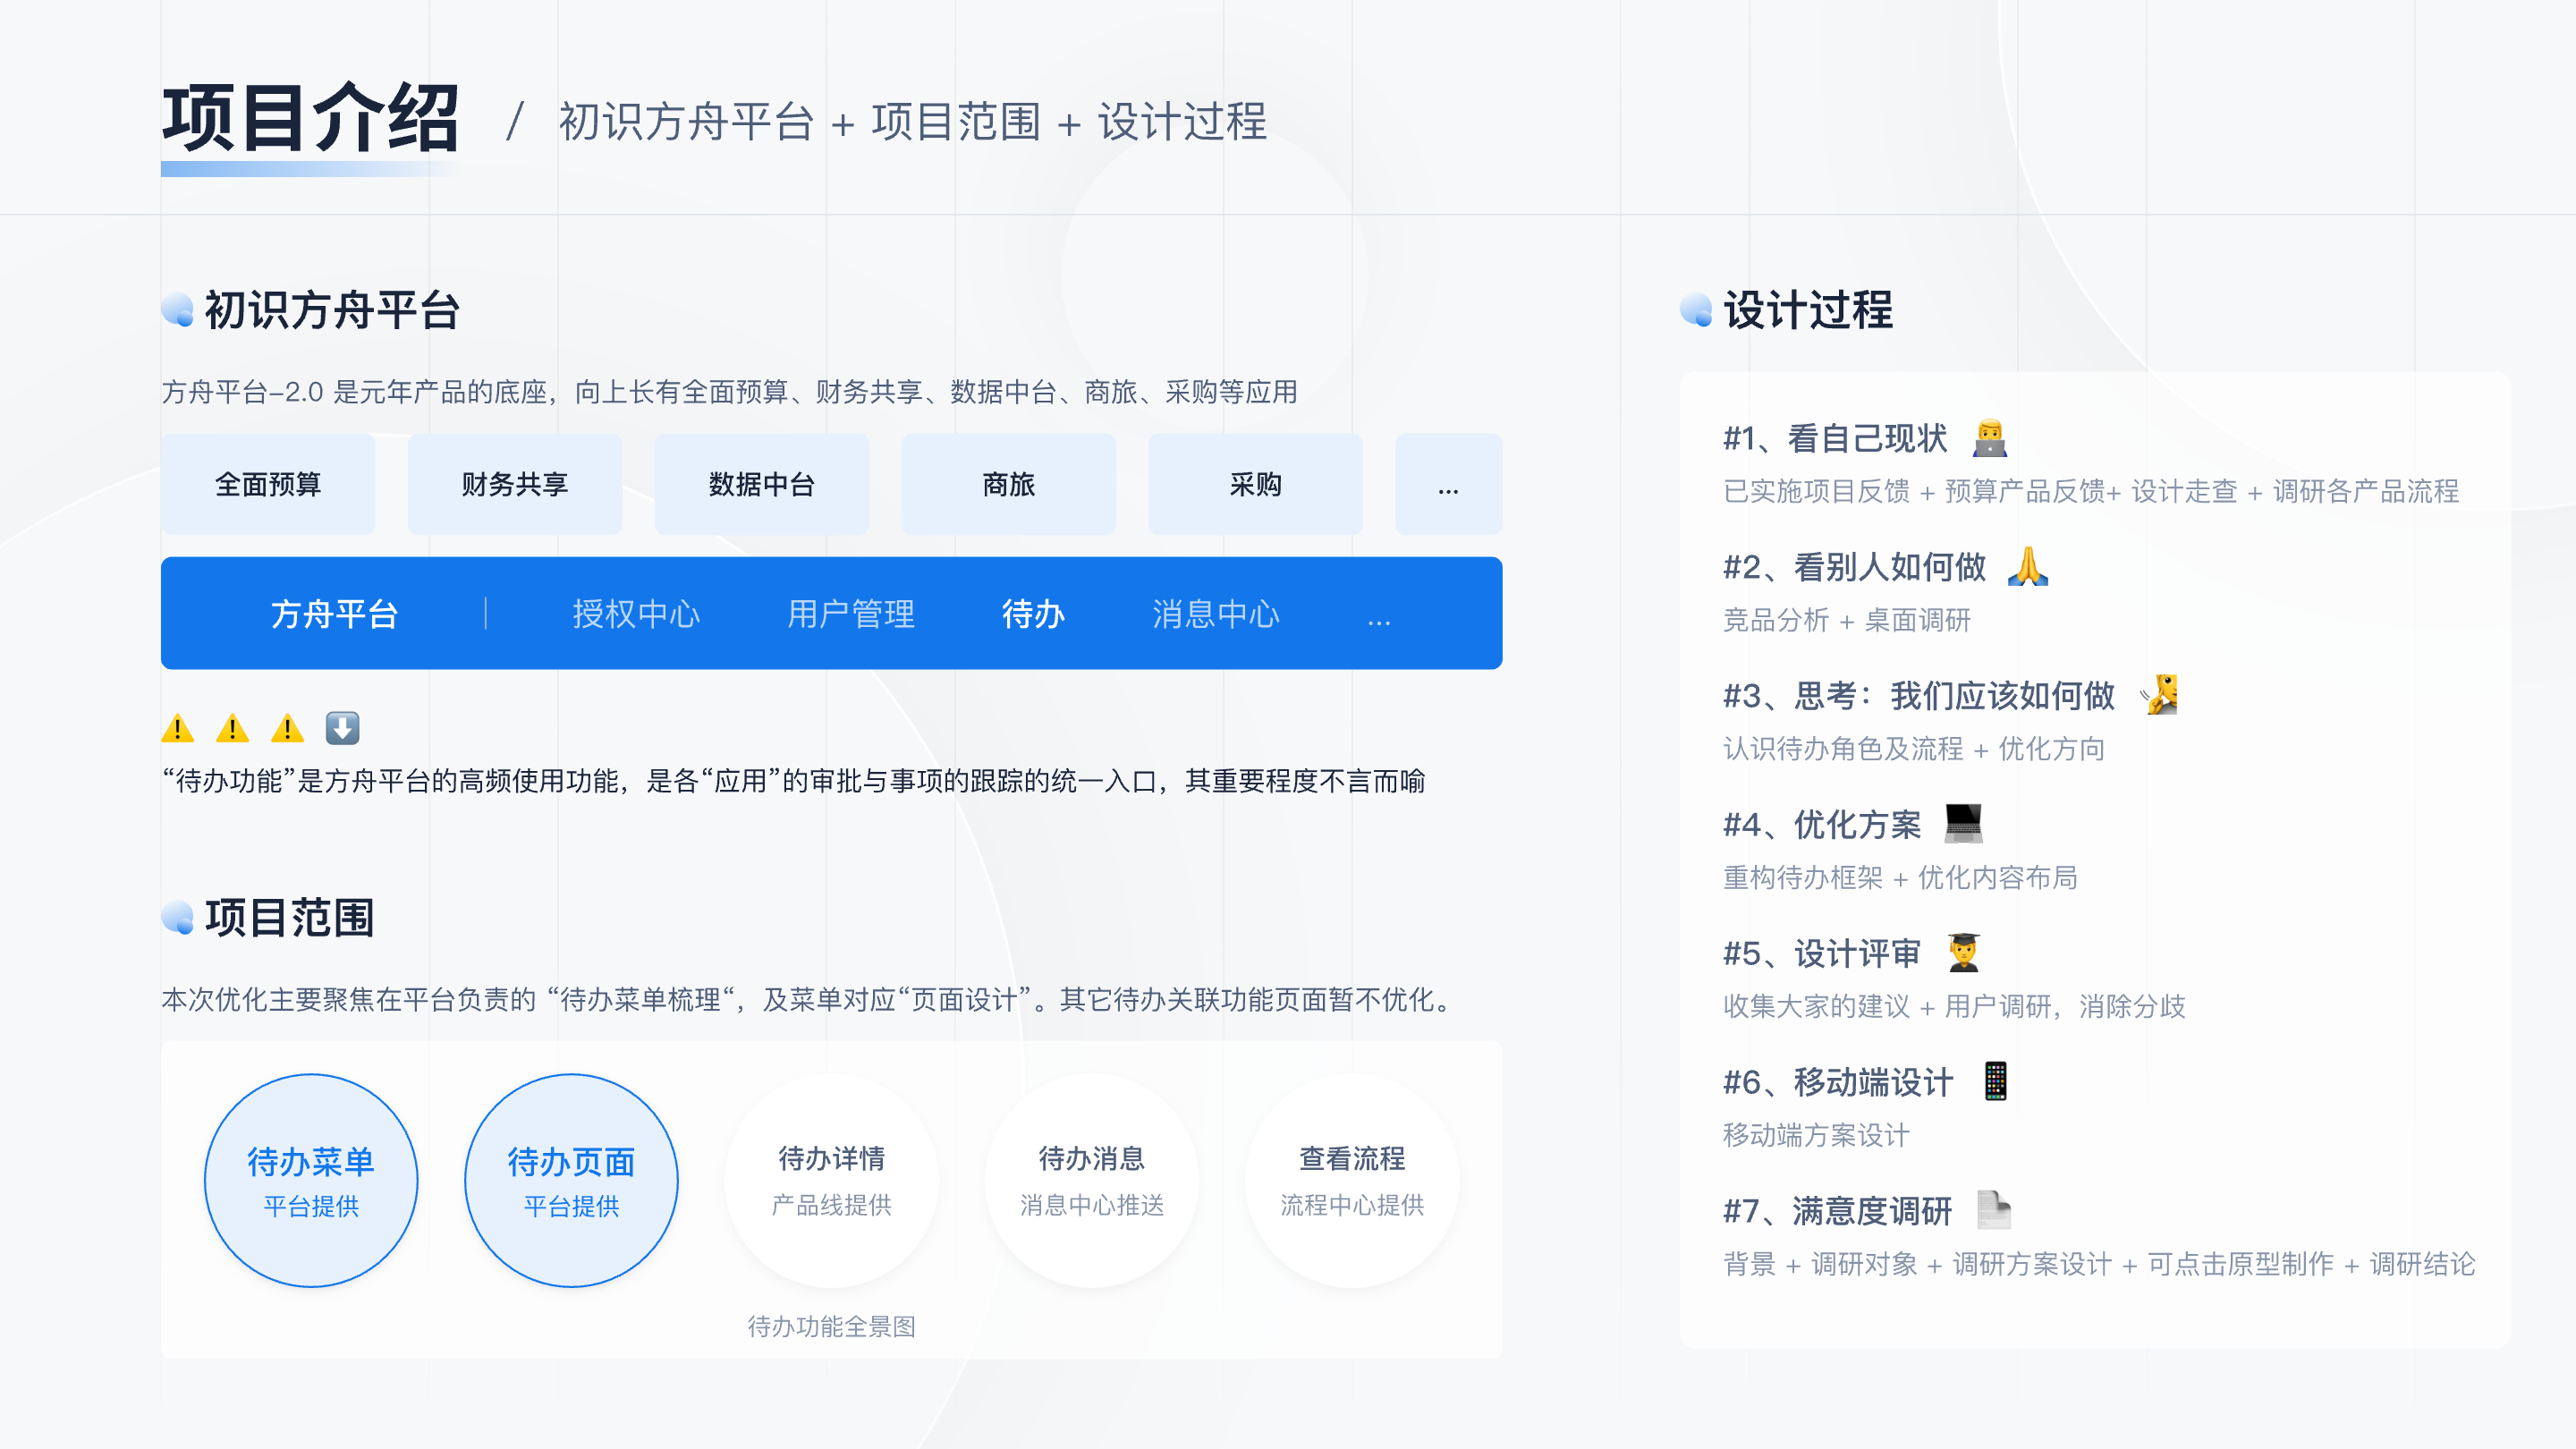 项目介绍 / 初识方舟平台 + 项目范围 + 设计过程
初识方舟平台
方舟平台-2.0 是元年产品的底座，向上长有全面预算、财务共享、数据中台、商旅、采购等应用
全面预算 财务共享 数据中台 商旅 采购 ...
方舟平台 | 授权中心 用户管理 待办 消息中心 ...
“待办功能”是方舟平台的高频使用功能，是各“应用”的审批与事项的跟踪的统一入口，其重要程度不言而喻
项目范围
本次优化主要聚焦在平台负责的 “待办菜单梳理“，及菜单对应“页面设计”。其它待办关联功能页面暂不优化。
待办菜单
平台提供
待办页面
平台提供
待办详情
产品线提供
待办消息
消息中心推送
查看流程
流程中心提供
待办功能全景图
设计过程
#1、看自己现状
已实施项目反馈 + 预算产品反馈+ 设计走查 + 调研各产品流程
#2、看别人如何做
竞品分析 + 桌面调研
#3、思考：我们应该如何做
认识待办角色及流程 + 优化方向
#4、优化方案
重构待办框架 + 优化内容布局
#5、设计评审
收集大家的建议 + 用户调研，消除分歧
#6、移动端设计
移动端方案设计
#7、满意度调研
背景 + 调研对象 + 调研方案设计 + 可点击原型制作 + 调研结论